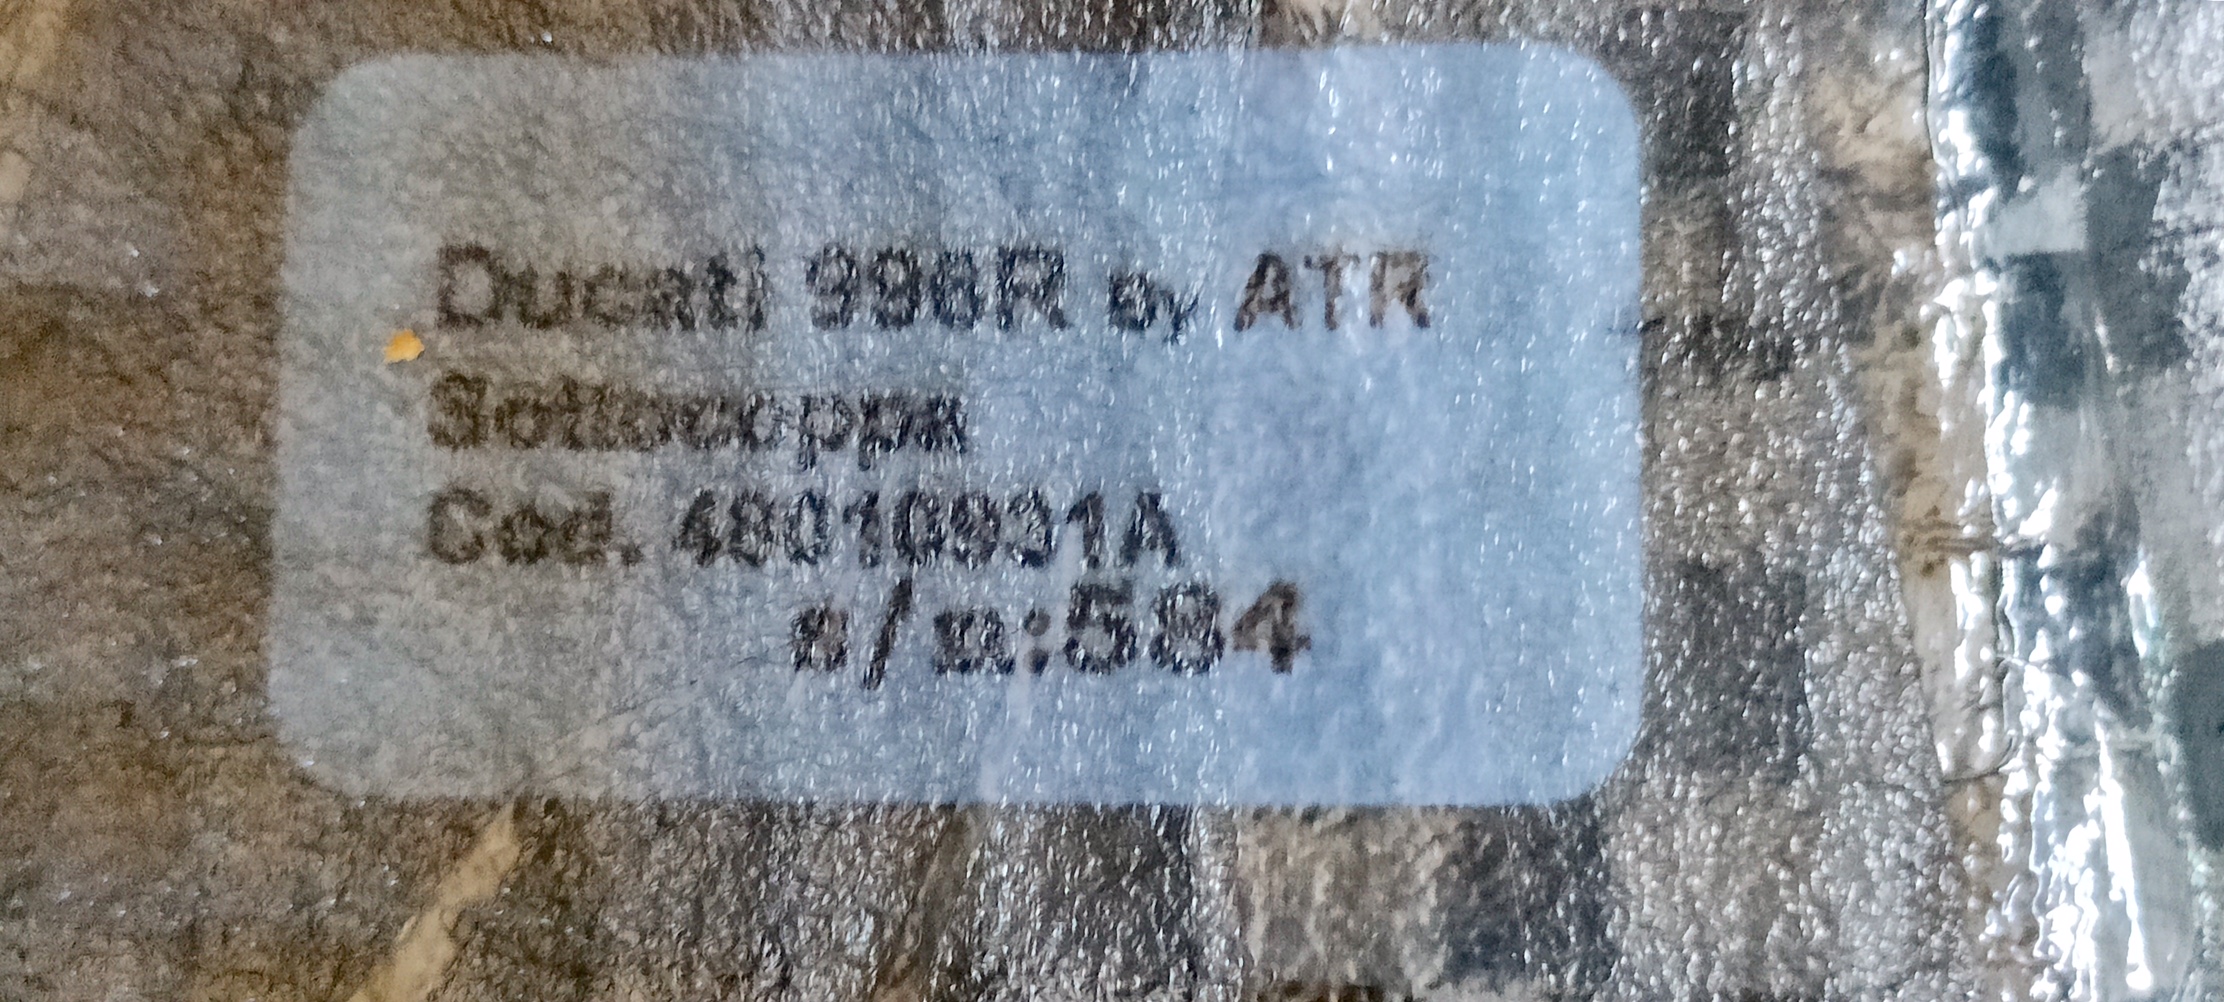 Ducati 996R By ATR
Sottocoppa
Cod. 48010931A
s/n:584